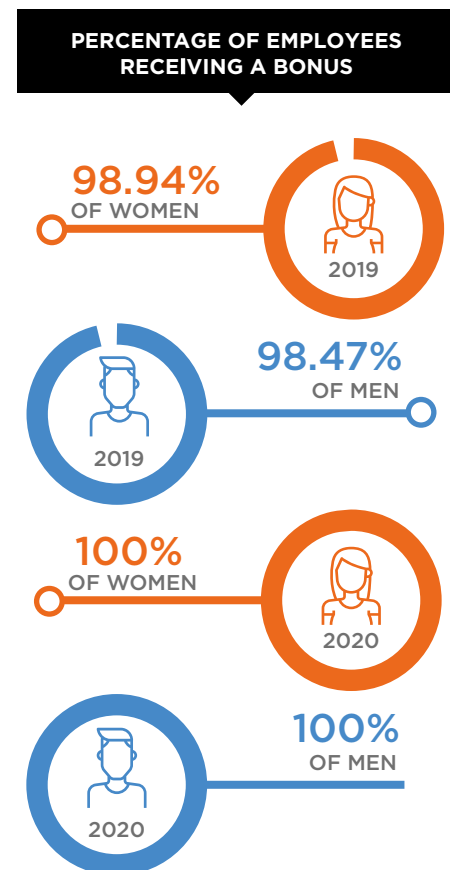 PERCENTAGE OF EMPLOYEES
RECEIVING A BONUS
98.94%
OF WOMEN
2019
98.47%
OF MEN
2019
100%
OF WOMEN
2020
100%
OF MEN
2020